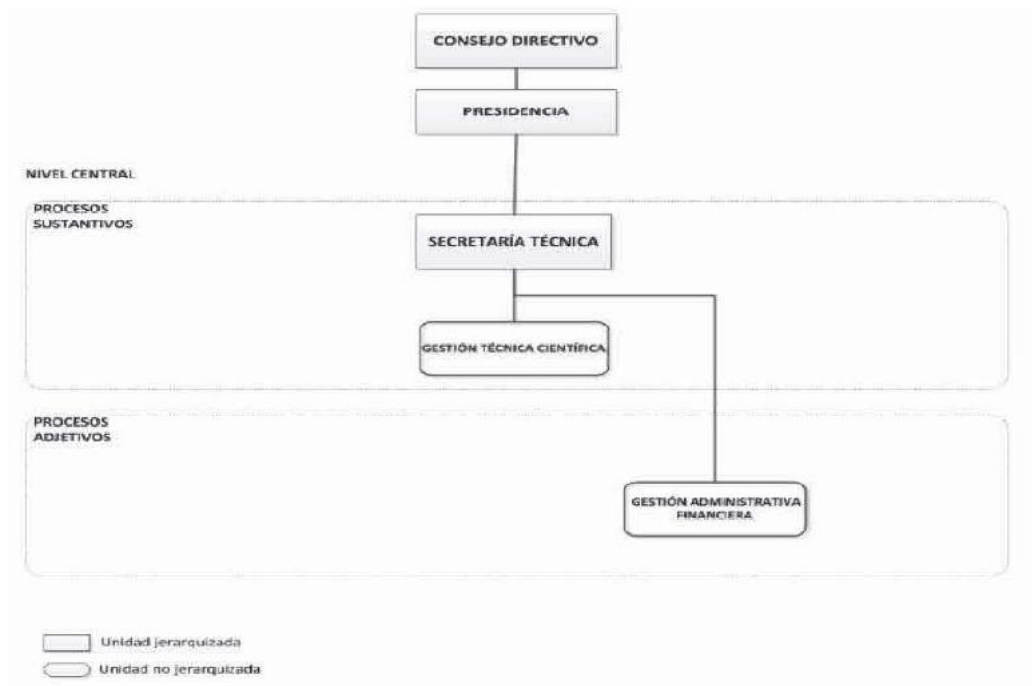 CONSEJO DIRECTIVO
PRESIDENCIA
NIVEL CENTRAL
PROCESOS
SUSTANTIVOS
SECRETARÍA TÉCNICA
GESTIÓN TÉCNICA CIENTÍFICA
PROCESOS
ADJETIVOS
GESTIÓN ADMINISTRATIVA
FINANCIERA
Unidad jerarquizada
Unidad no jerarquizada